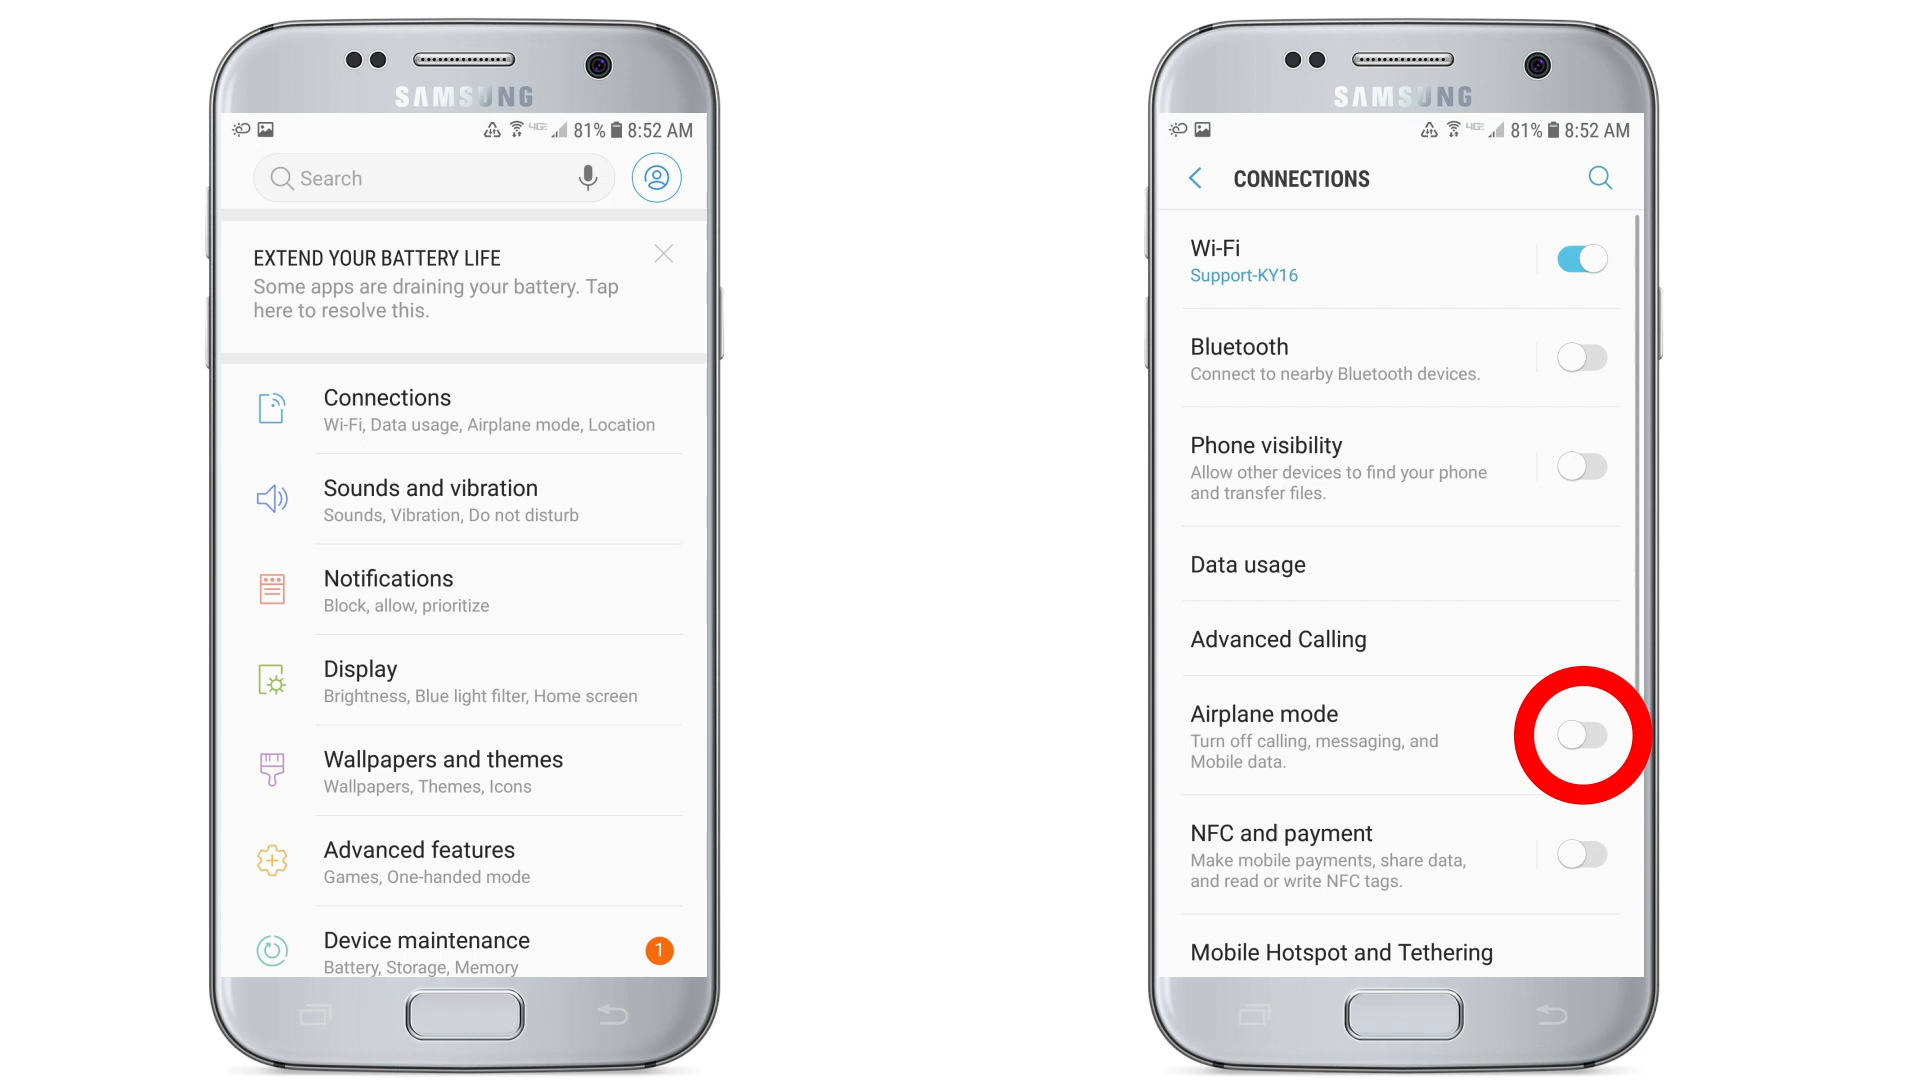 SAMSUNG
4GE 81% 8:52 AM
Search
EXTEND YOUR BATTERY LIFE
Some apps are draining your battery. Tap
here to resolve this.
Connections
Wi-Fi, Data usage, Airplane mode, Location
Sounds and vibration
Sounds, Vibration, Do not disturb
Notifications
Block, allow, prioritize
Display
Brightness, Blue light filter, Home screen
Wallpapers and themes
Wallpapers, Themes, Icons
Advanced features
Games, One-handed mode
Device maintenance
1
Battery, Storage, Memory
SAMSUNG
4GE 81% 8:52 AM
CONNECTIONS
Wi-Fi
Support-KY16
Bluetooth
Connect to nearby Bluetooth devices.
Phone visibility
Allow other devices to find your phone
and transfer files.
Data usage
Advanced Calling
Airplane mode
Turn off calling, messaging, and
Mobile data.
NFC and payment
Make mobile payments, share data,
and read or write NFC tags.
Mobile Hotspot and Tethering